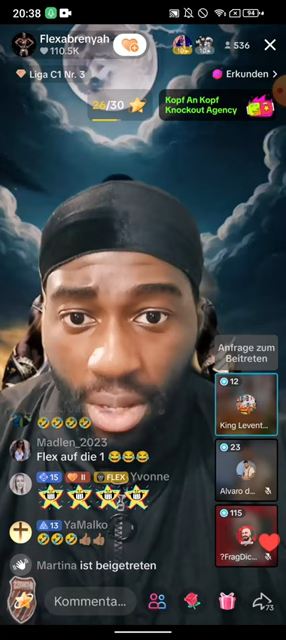 20:38
94
Flexabrenyah
110.5K
536
Liga C1 Nr. 3
Erkunden >
26/30
Kopf An Kopf
Knockout Agency
Anfrage zum
Beitreten
12
King Levent...
23
Alvaro d...
115
?FragDic...
Madlen_2023
Flex auf die 1 😂😂😂
15 II FLEX Yvonne
13 YaMalko
🤣🤣🤣👍🏽👍🏽
Martina ist beigetreten
Kommenta...
73